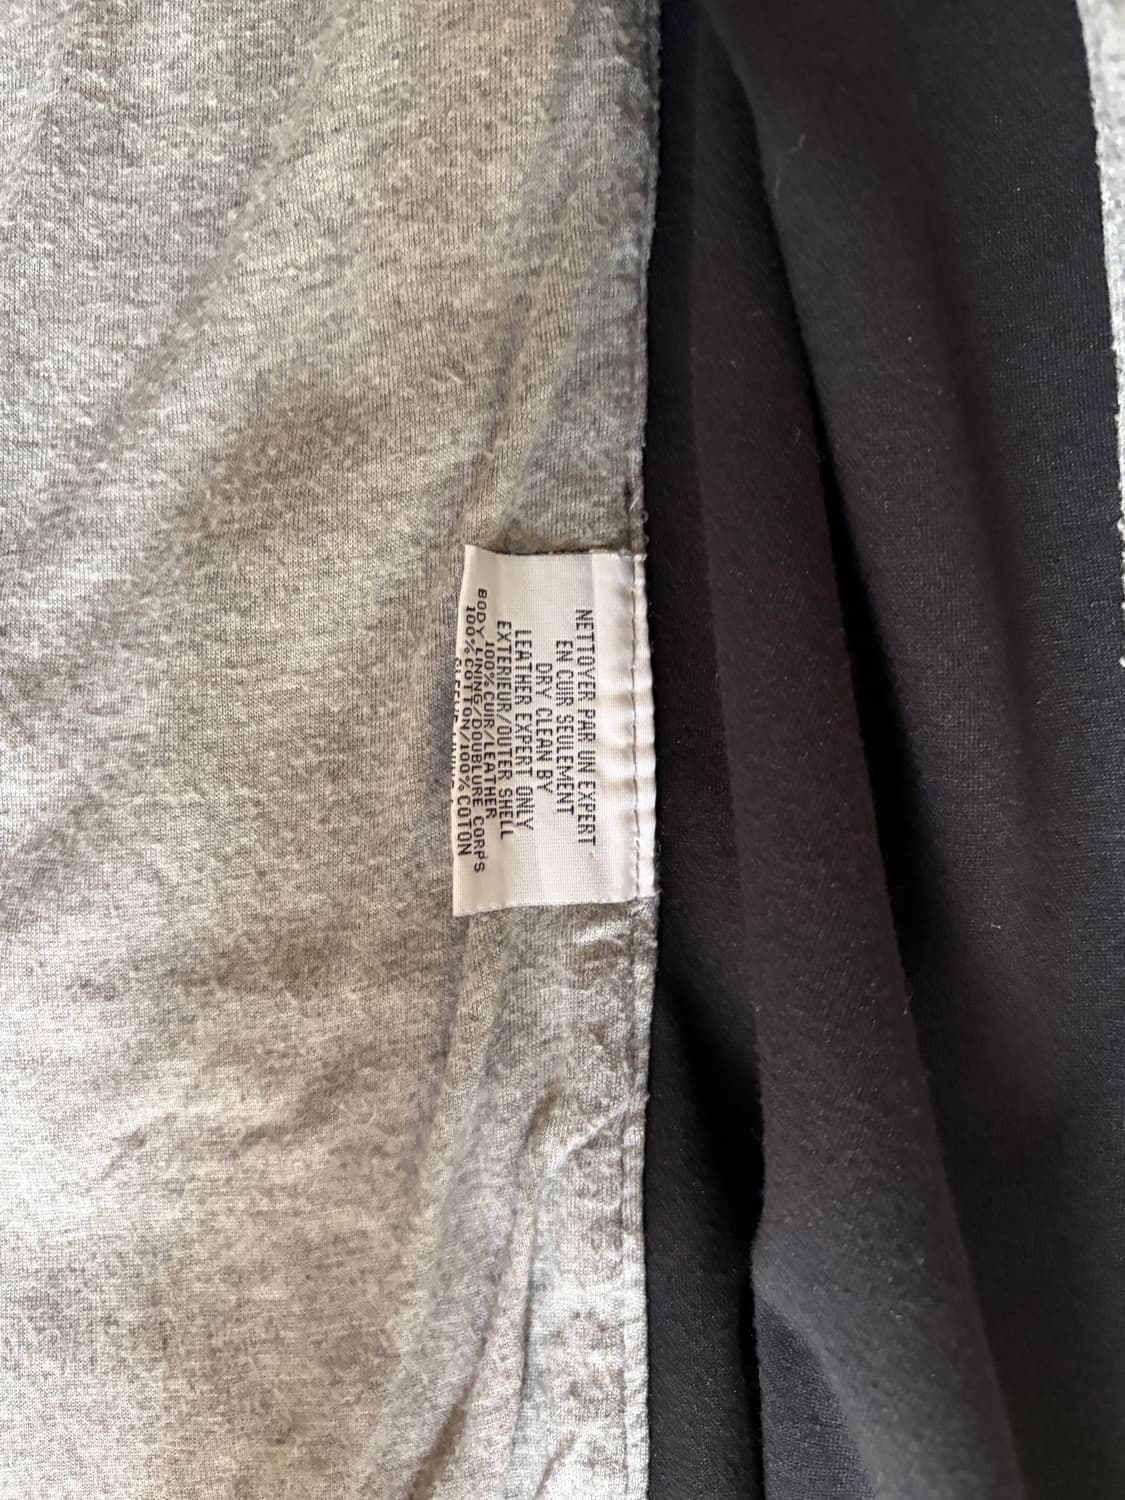 NETTOYER PAR UN EXPERT
EN CUIR SEULEMENT
DRY CLEAN BY
LEATHER EXPERT ONLY
EXTERIEUR/OUTER SHELL
100% CUIR/LEATHER
BODY LINING/DOUBLURE CORPS
100% COTTON/100% COTON